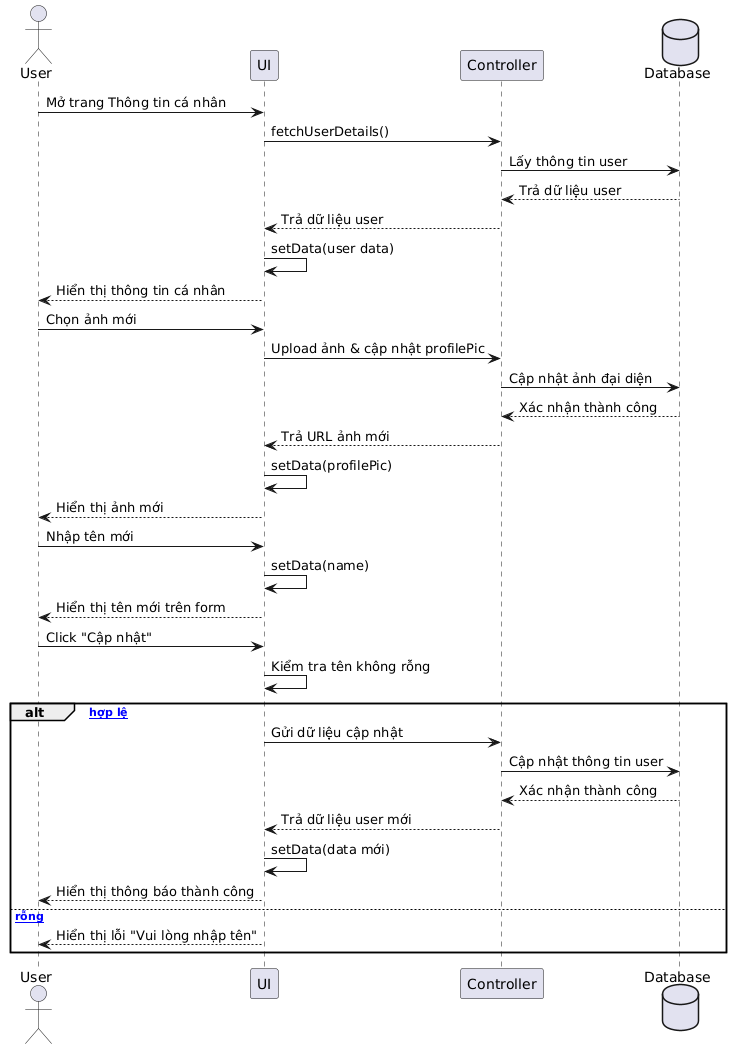 User
UI
Controller
Database
Mở trang Thông tin cá nhân
fetchUserDetails()
Lấy thông tin user
Trả dữ liệu user
Trả dữ liệu user
setData(user data)
Hiển thị thông tin cá nhân
Chọn ảnh mới
Upload ảnh & cập nhật profilePic
Cập nhật ảnh đại diện
Xác nhận thành công
Trả URL ảnh mới
setData(profilePic)
Hiển thị ảnh mới
Nhập tên mới
setData(name)
Hiển thị tên mới trên form
Click "Cập nhật"
Kiểm tra tên không rỗng
alt hợp lệ
Gửi dữ liệu cập nhật
Cập nhật thông tin user
Xác nhận thành công
Trả dữ liệu user mới
setData(data mới)
Hiển thị thông báo thành công
rỗng
Hiển thị lỗi "Vui lòng nhập tên"
User
UI
Controller
Database